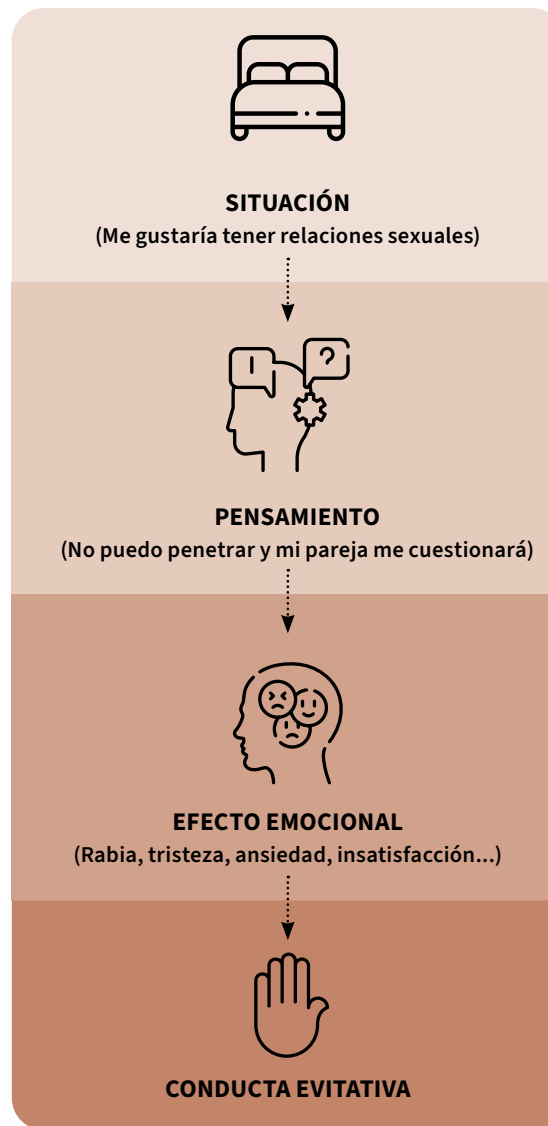 SITUACIÓN
(Me gustaría tener relaciones sexuales)
PENSAMIENTO
(No puedo penetrar y mi pareja me cuestionará)
EFECTO EMOCIONAL
(Rabia, tristeza, ansiedad, insatisfacción...)
CONDUCTA EVITATIVA